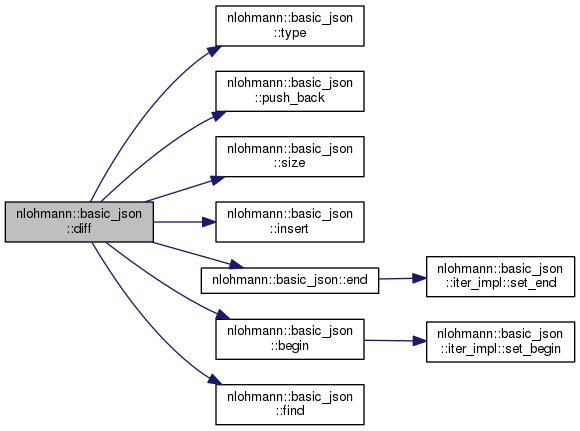 nlohmann::basic_json
::type
nlohmann::basic_json
::push_back
nlohmann::basic_json
::size
nlohmann::basic_json
::diff
nlohmann::basic_json
::insert
nlohmann::basic_json::end
nlohmann::basic_json
::iter_impl::set_end
nlohmann::basic_json
::begin
nlohmann::basic_json
::iter_impl::set_begin
nlohmann::basic_json
::find